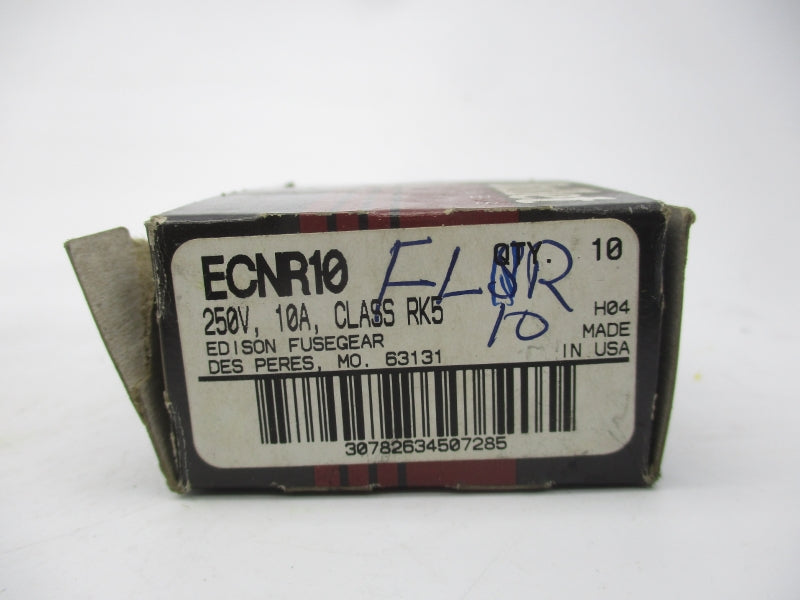 ECNR10 FLNR QTY. 10
250V, 10A, CLASS RK5 10 H04
EDISON FUSEGEAR MADE
DES PERES, MO. 63131 IN USA
30782634507285